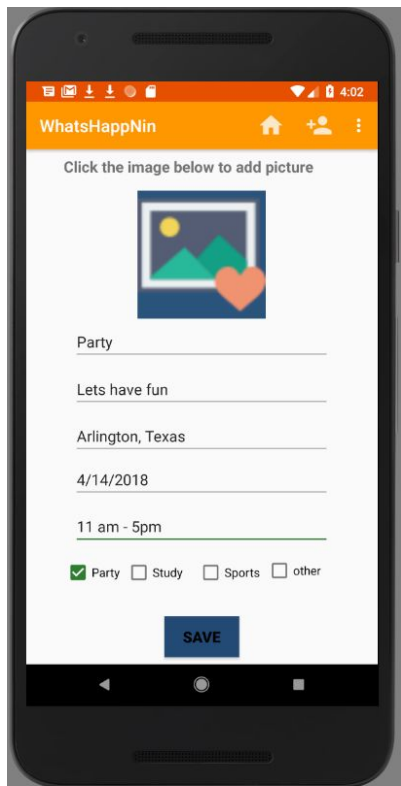 4:02
WhatsHappNin
Click the image below to add picture
Party
Lets have fun
Arlington, Texas
4/14/2018
11 am - 5pm
Party Study Sports other
SAVE